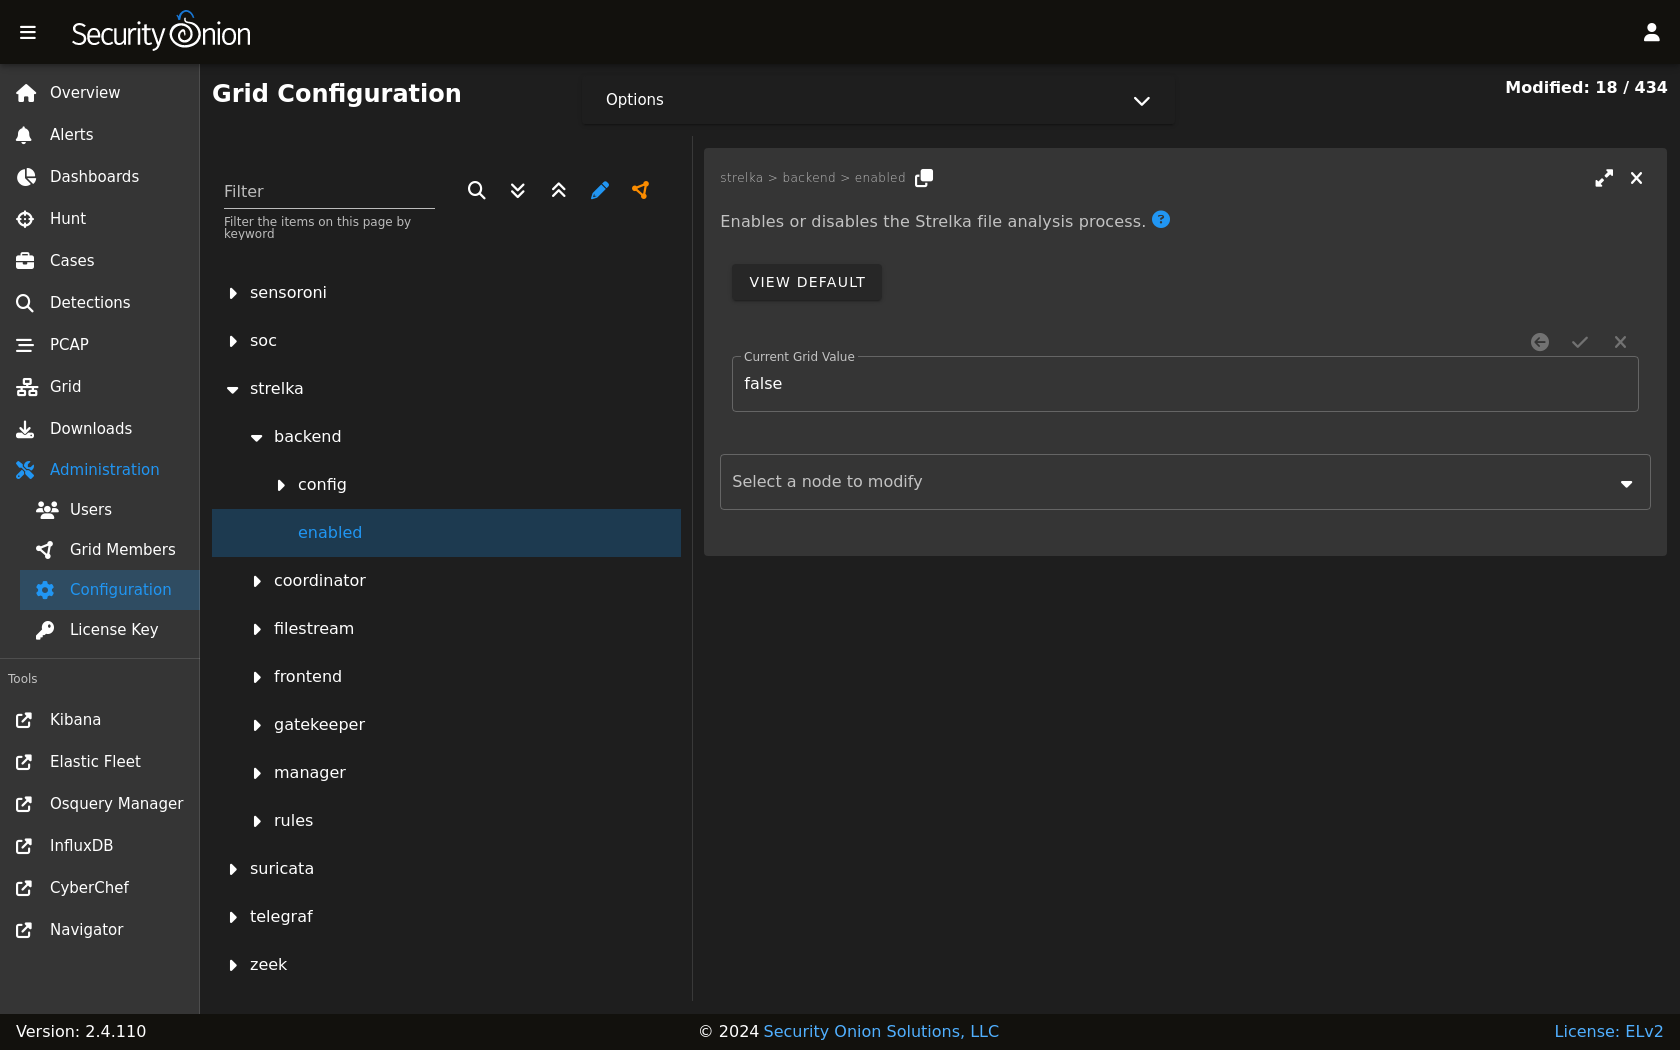 Security Onion
Overview
Alerts
Dashboards
Hunt
Cases
Detections
PCAP
Grid
Downloads
Administration
Users
Grid Members
Configuration
License Key
Tools
Kibana
Elastic Fleet
Osquery Manager
InfluxDB
CyberChef
Navigator
Grid Configuration
Options
Modified: 18 / 434
Filter
Filter the items on this page by
keyword
sensoroni
soc
strelka
backend
config
enabled
coordinator
filestream
frontend
gatekeeper
manager
rules
suricata
telegraf
zeek
strelka > backend > enabled
Enables or disables the Strelka file analysis process. ?
VIEW DEFAULT
Current Grid Value
false
Select a node to modify
Version: 2.4.110
© 2024 Security Onion Solutions, LLC
License: ELv2